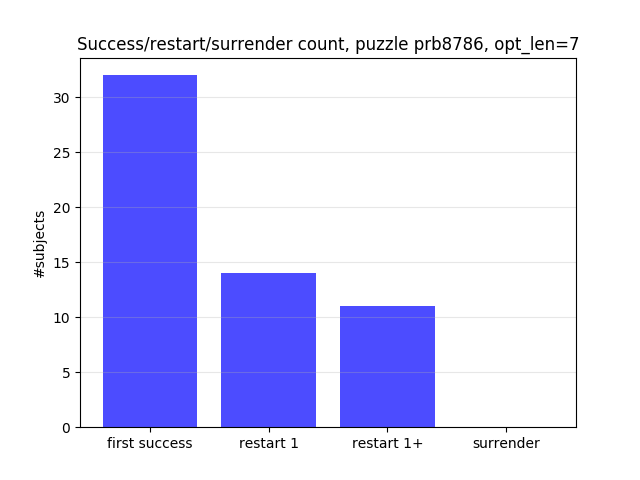 Success/restart/surrender count, puzzle prb8786, opt_len=7
#subjects
30
25
20
15
10
5
0
first success restart 1 restart 1+ surrender